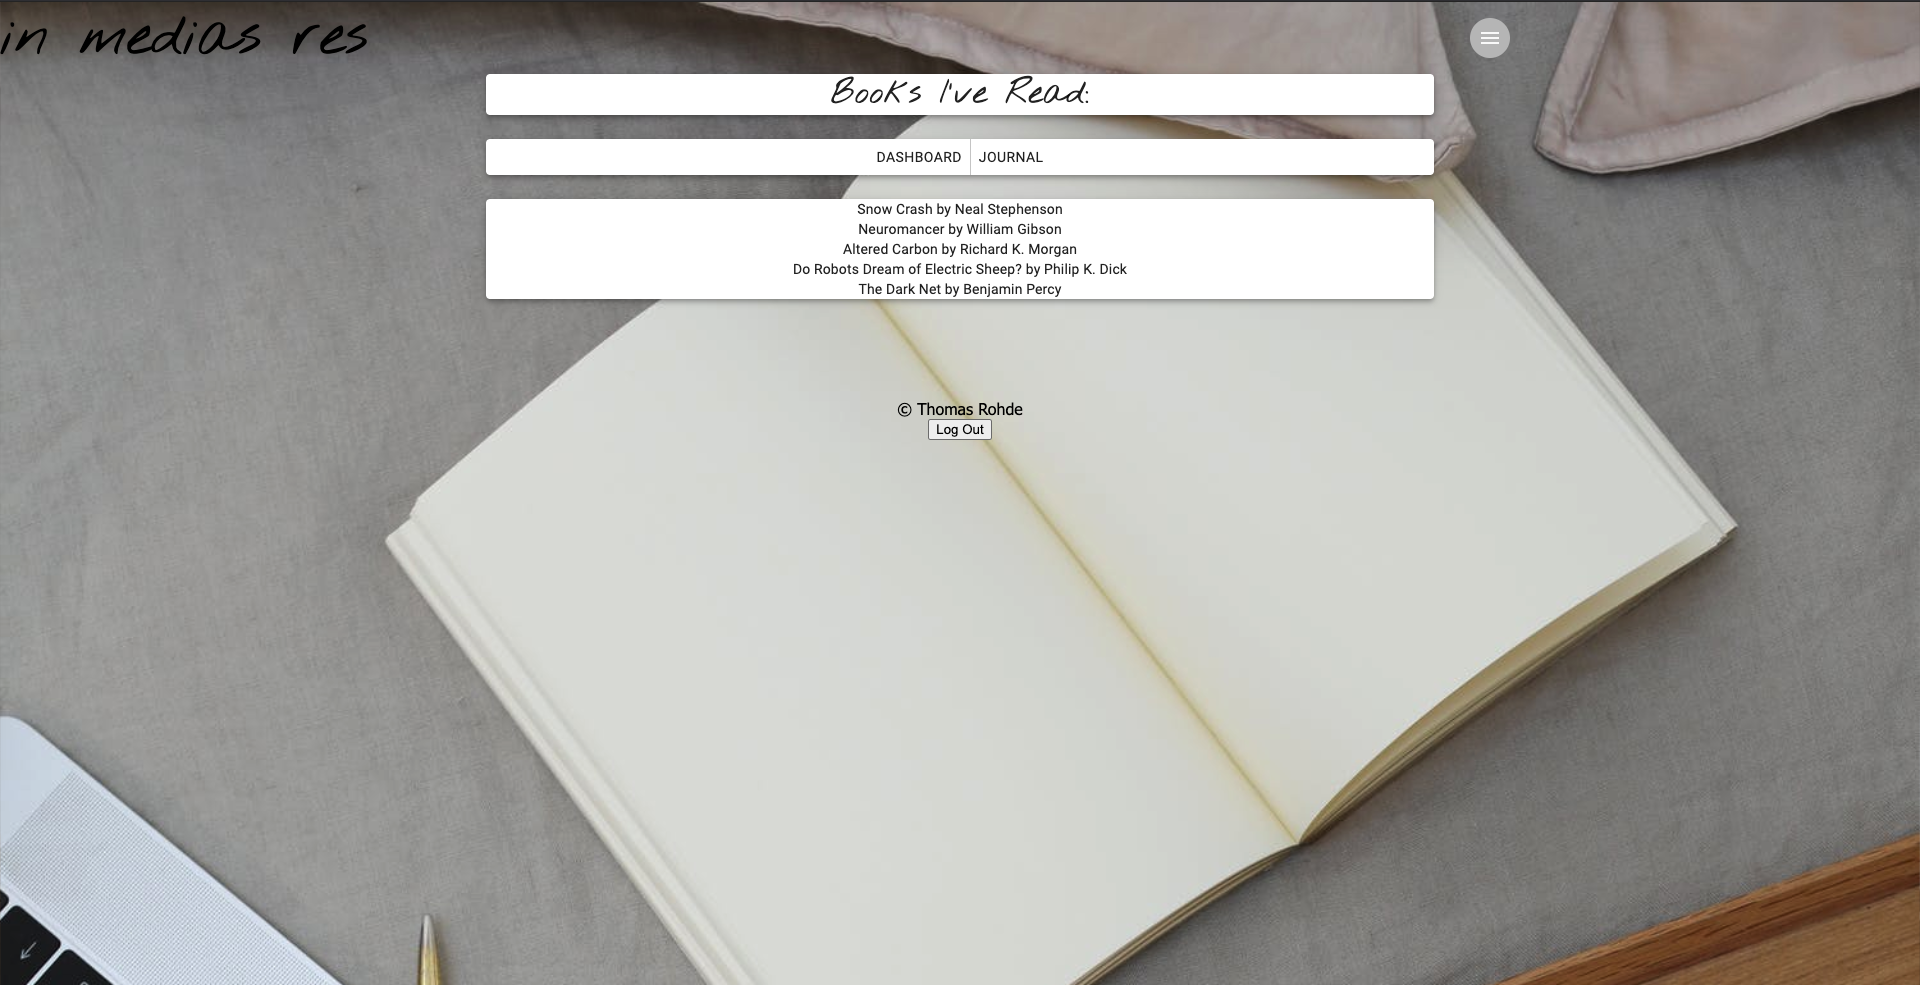 in medias res
Books I've Read:
DASHBOARD JOURNAL
Snow Crash by Neal Stephenson
Neuromancer by William Gibson
Altered Carbon by Richard K. Morgan
Do Robots Dream of Electric Sheep? by Philip K. Dick
The Dark Net by Benjamin Percy
© Thomas Rohde
Log Out